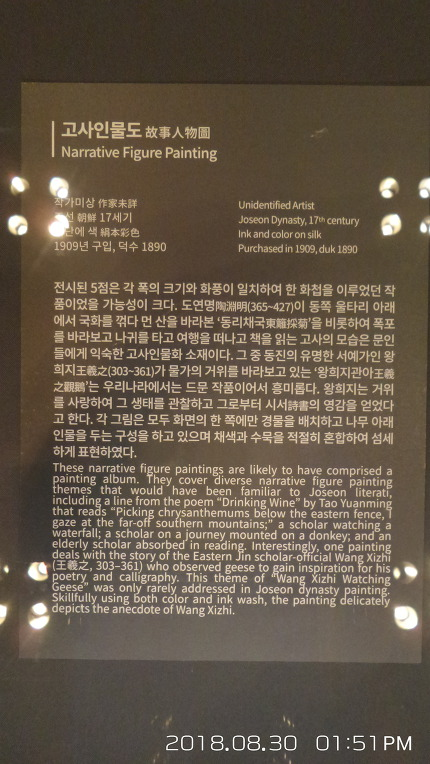 고사인물도 故事人物圖
Narrative Figure Painting
작가미상 作家未詳
朝鮮 17세기
색 絹本彩色
1909년 구입, 덕수 1890
Unidentified Artist
Joseon Dynasty, 17th century
Ink and color on silk
Purchased in 1909, duk 1890
전시된 5점은 각 폭의 크기와 화풍이 일치하여 한 화첩을 이루었던 작
품이었을 가능성이 크다. 도연명陶淵明(365~427)이 동쪽 울타리 아래
에서 국화를 꺾다 먼 산을 바라본 ‘동리채국東籬採菊’을 비롯하여 폭포
를 바라보고 나귀를 타고 여행을 떠나고 책을 읽는 고사의 모습은 문인
들에게 익숙한 고사인물화 소재이다. 그 중 동진의 유명한 서예가인 왕
희지王羲之(303~361)가 물가의 거위를 바라보고 있는 ‘왕희지관아王羲
之觀鵝’는 우리나라에서는 드문 작품이어서 흥미롭다. 왕희지는 거위
를 사랑하여 그 생태를 관찰하고 그로부터 시서詩書의 영감을 얻었다
고 한다. 각 그림은 모두 화면의 한 쪽에만 경물을 배치하고 나무 아래
인물을 두는 구성을 하고 있으며 채색과 수묵을 적절히 혼합하여 섬세
하게 표현하였다.
These narrative figure paintings are likely to have comprised a
painting album. They cover diverse narrative figure painting
themes that would have been familiar to Joseon literati,
including a line from the poem “Drinking Wine” by Tao Yuanming
that reads “Picking chrysanthemums below the eastern fence, I
gaze at the far-off southern mountains;” a scholar watching a
waterfall; a scholar on a journey mounted on a donkey; and an
elderly scholar absorbed in reading. Interestingly, one painting
deals with the story of the Eastern Jin scholar-official Wang Xizhi
(王羲之, 303–361) who observed geese to gain inspiration for his
poetry and calligraphy. This theme of “Wang Xizhi Watching
Geese” was only rarely addressed in Joseon dynasty painting.
Skillfully using both color and ink wash, the painting delicately
depicts the anecdote of Wang Xizhi.
2018.08.30 01:51PM